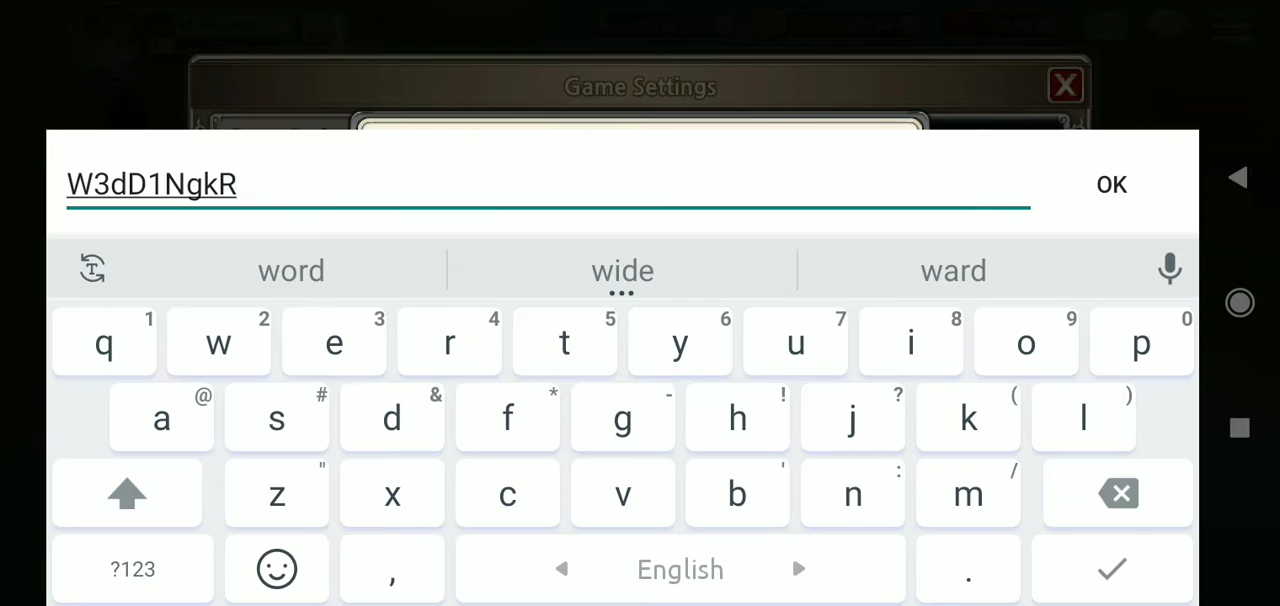 Game Settings
X
W3dD1NgkR
OK
word wide ward
q 1 w 2 e 3 r 4 t 5 y 6 u 7 i 8 o 9 p 0
a @ s # d & f * g - h ! j ? k ( l )
z " x c v b ' n : m /
?123 , English .